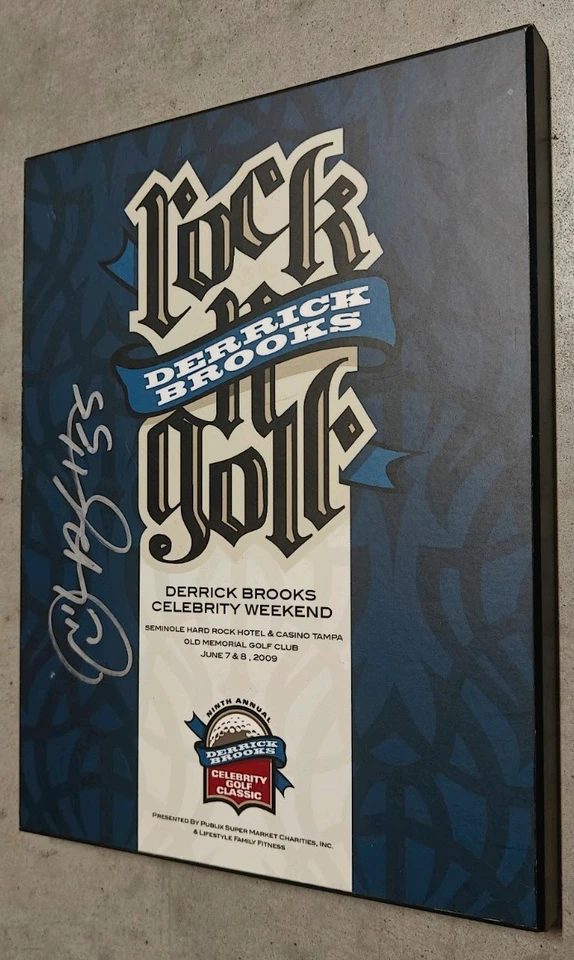 rock
n
DERRICK
BROOKS
golf
DERRICK BROOKS
CELEBRITY WEEKEND
SEMINOLE HARD ROCK HOTEL & CASINO TAMPA
OLD MEMORIAL GOLF CLUB
JUNE 7 & 8, 2009
NINTH ANNUAL
DERRICK
BROOKS
CELEBRITY
GOLF
CLASSIC
PRESENTED BY PUBLIX SUPER MARKET CHARITIES, INC.
& LIFESTYLE FAMILY FITNESS